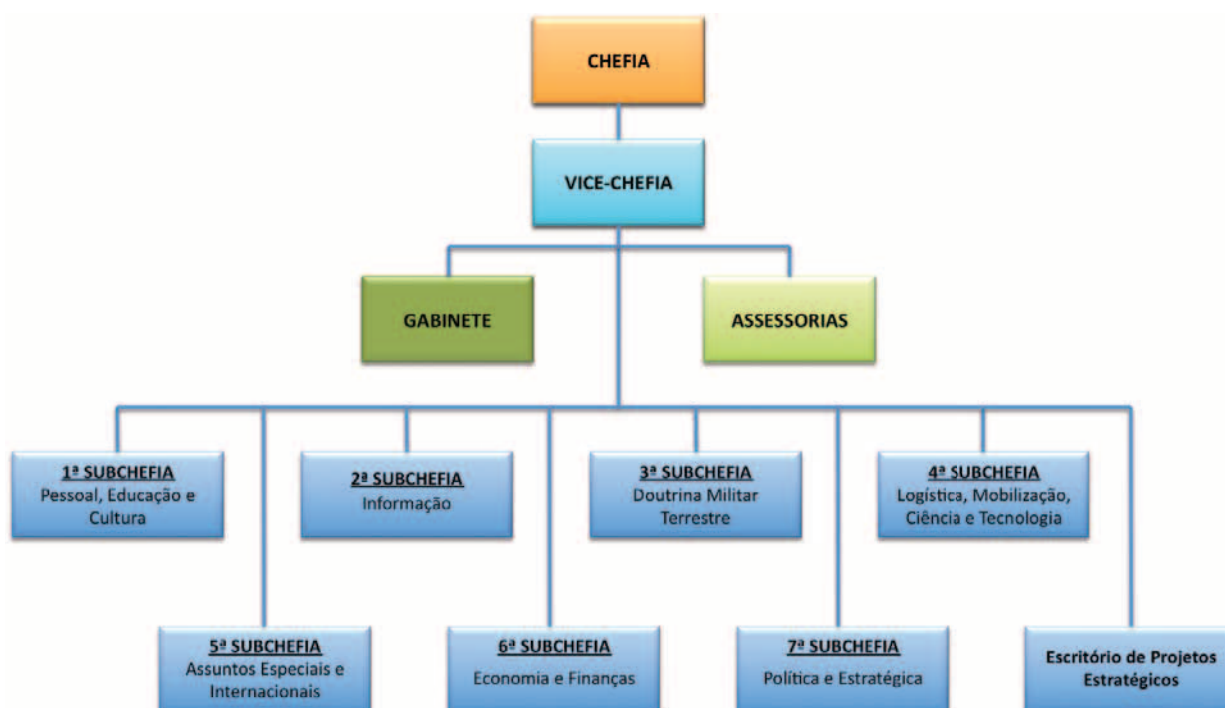 CHEFIA
VICE-CHEFIA
GABINETE
ASSESSORIAS
1ª SUBCHEFIA
Pessoal, Educação e
Cultura
2ª SUBCHEFIA
Informação
3ª SUBCHEFIA
Doutrina Militar
Terrestre
4ª SUBCHEFIA
Logística, Mobilização,
Ciência e Tecnologia
5ª SUBCHEFIA
Assuntos Especiais e
Internacionais
6ª SUBCHEFIA
Economia e Finanças
7ª SUBCHEFIA
Política e Estratégica
Escritório de Projetos
Estratégicos